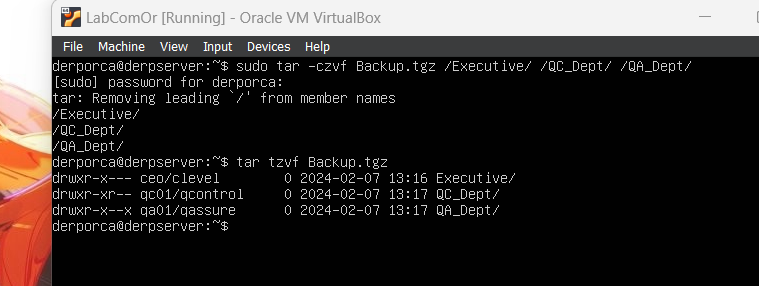 LabComOr [Running] - Oracle VM VirtualBox
File Machine View Input Devices Help
derporca@derpserver:~$ sudo tar -czvf Backup.tgz /Executive/ /QC_Dept/ /QA_Dept/
[sudo] password for derporca:
tar: Removing leading `/' from member names
/Executive/
/QC_Dept/
/QA_Dept/
derporca@derpserver:~$ tar tzvf Backup.tgz
drwxr-x--- ceo/clevel 0 2024-02-07 13:16 Executive/
drwxr-xr-- qc01/qcontrol 0 2024-02-07 13:17 QC_Dept/
drwxr-x--x qa01/qassure 0 2024-02-07 13:17 QA_Dept/
derporca@derpserver:~$